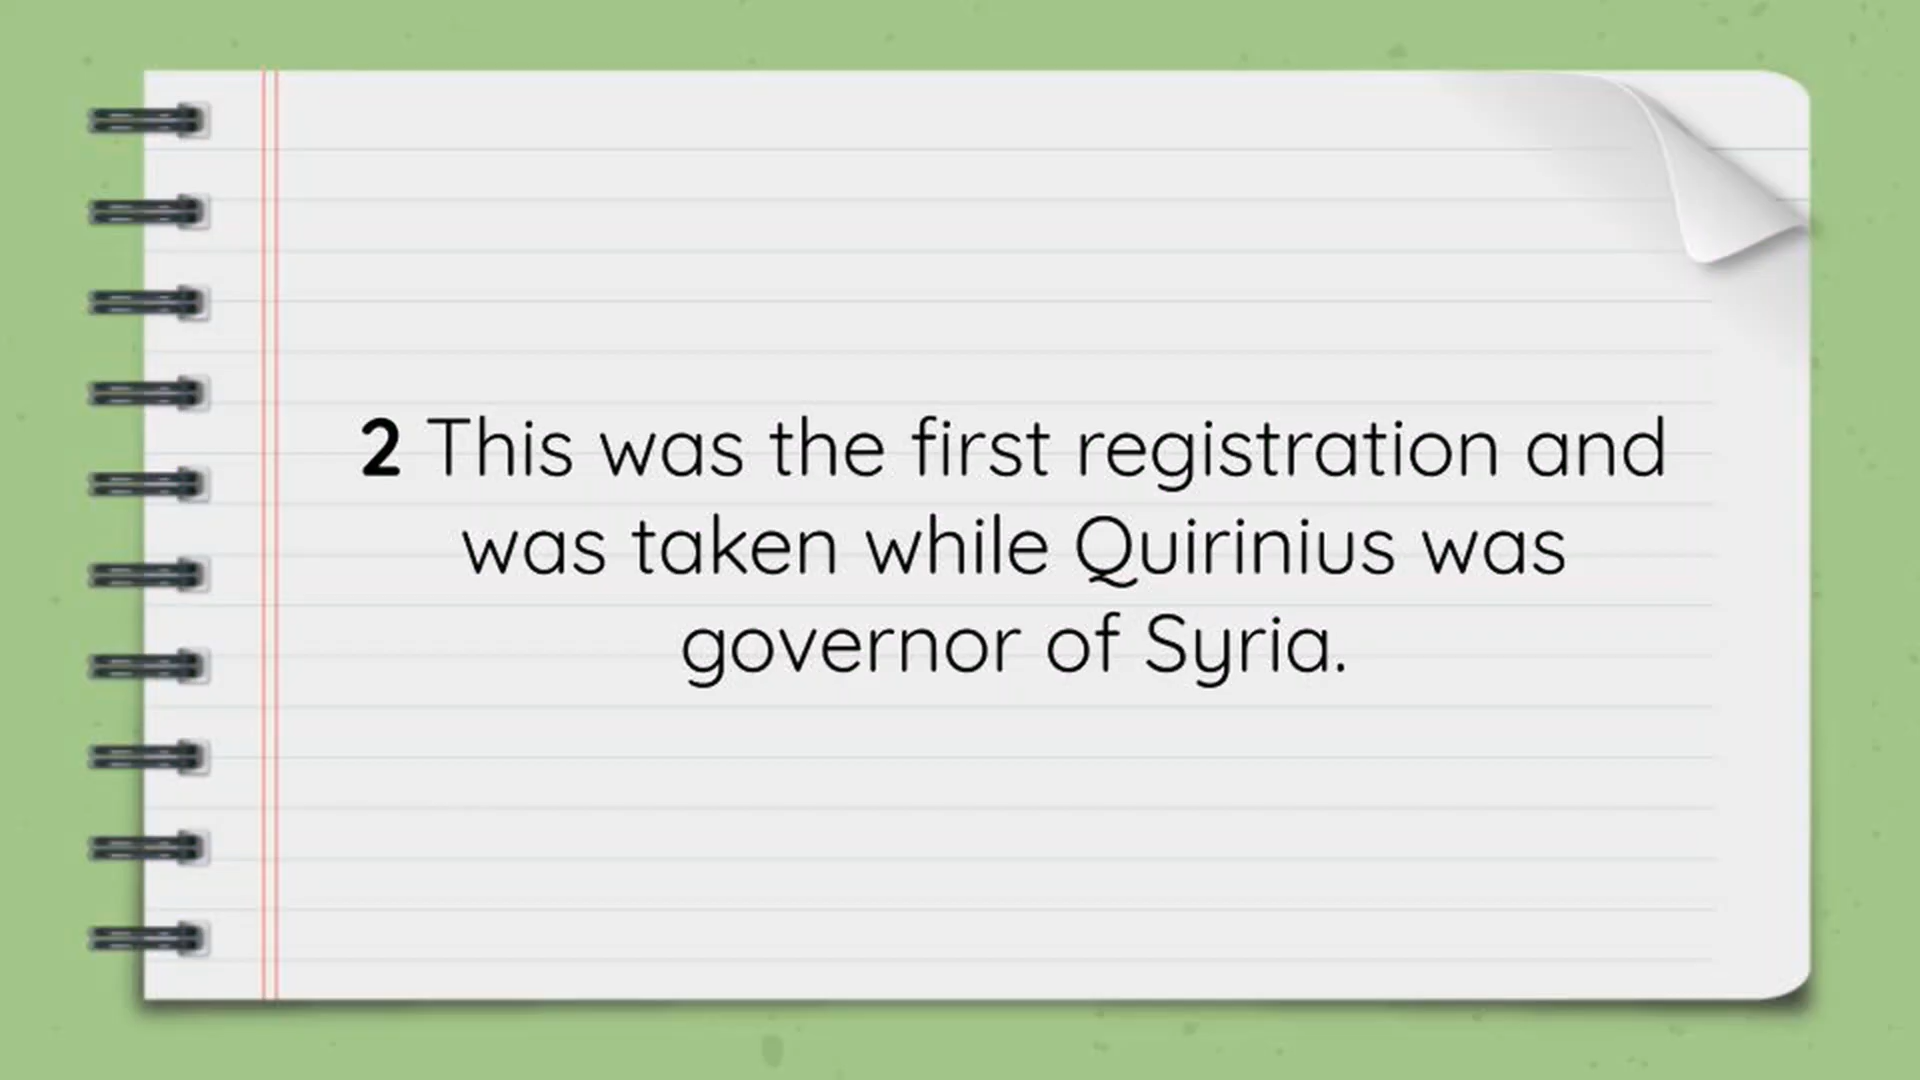 2 This was the first registration and
was taken while Quirinius was
governor of Syria.